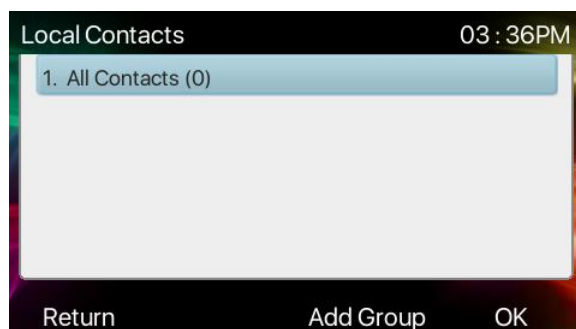 Local Contacts 03 : 36PM
1. All Contacts (0)
Return Add Group OK